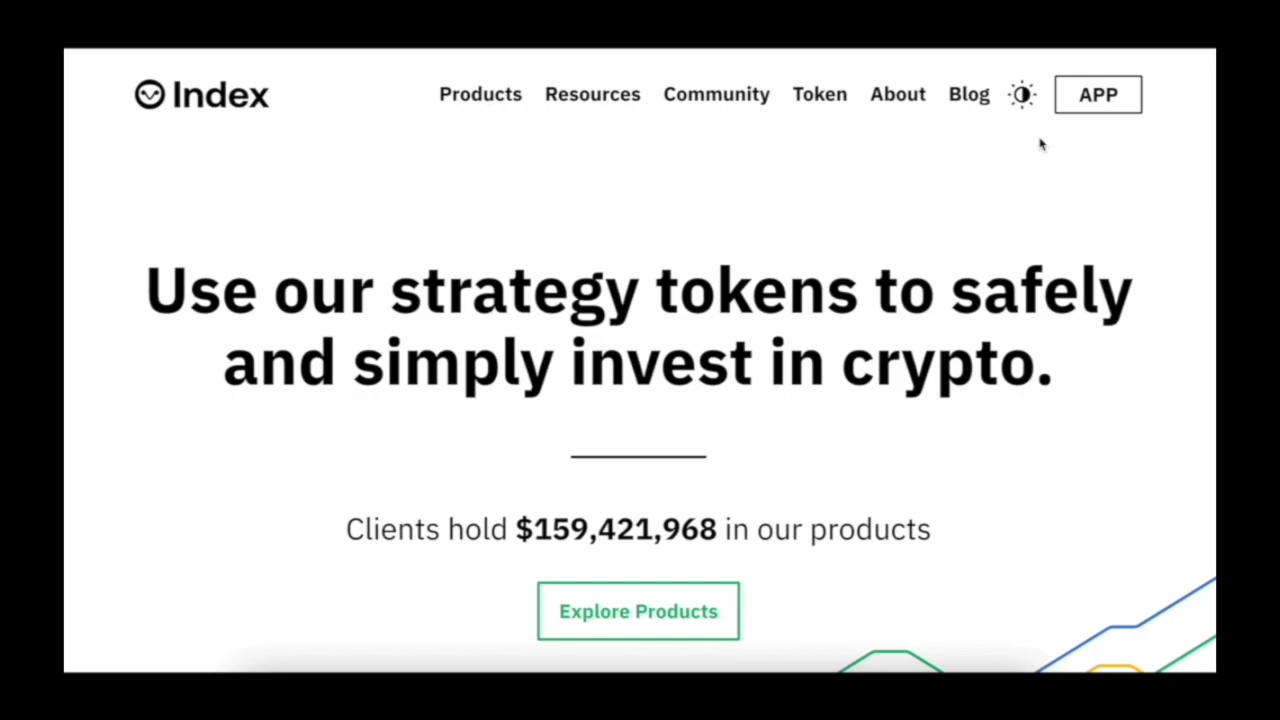 Index
Products Resources Community Token About Blog APP
Use our strategy tokens to safely
and simply invest in crypto.
Clients hold $159,421,968 in our products
Explore Products